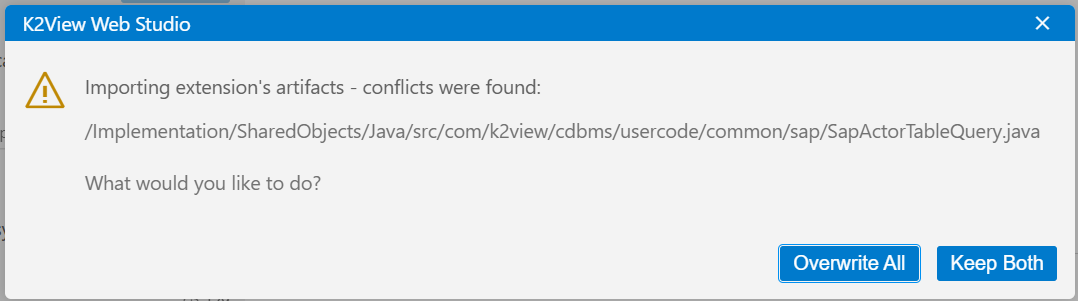 K2View Web Studio
Importing extension's artifacts - conflicts were found:
/Implementation/SharedObjects/Java/src/com/k2view/cdbms/usercode/common/sap/SapActorTableQuery.java
What would you like to do?
Overwrite All
Keep Both